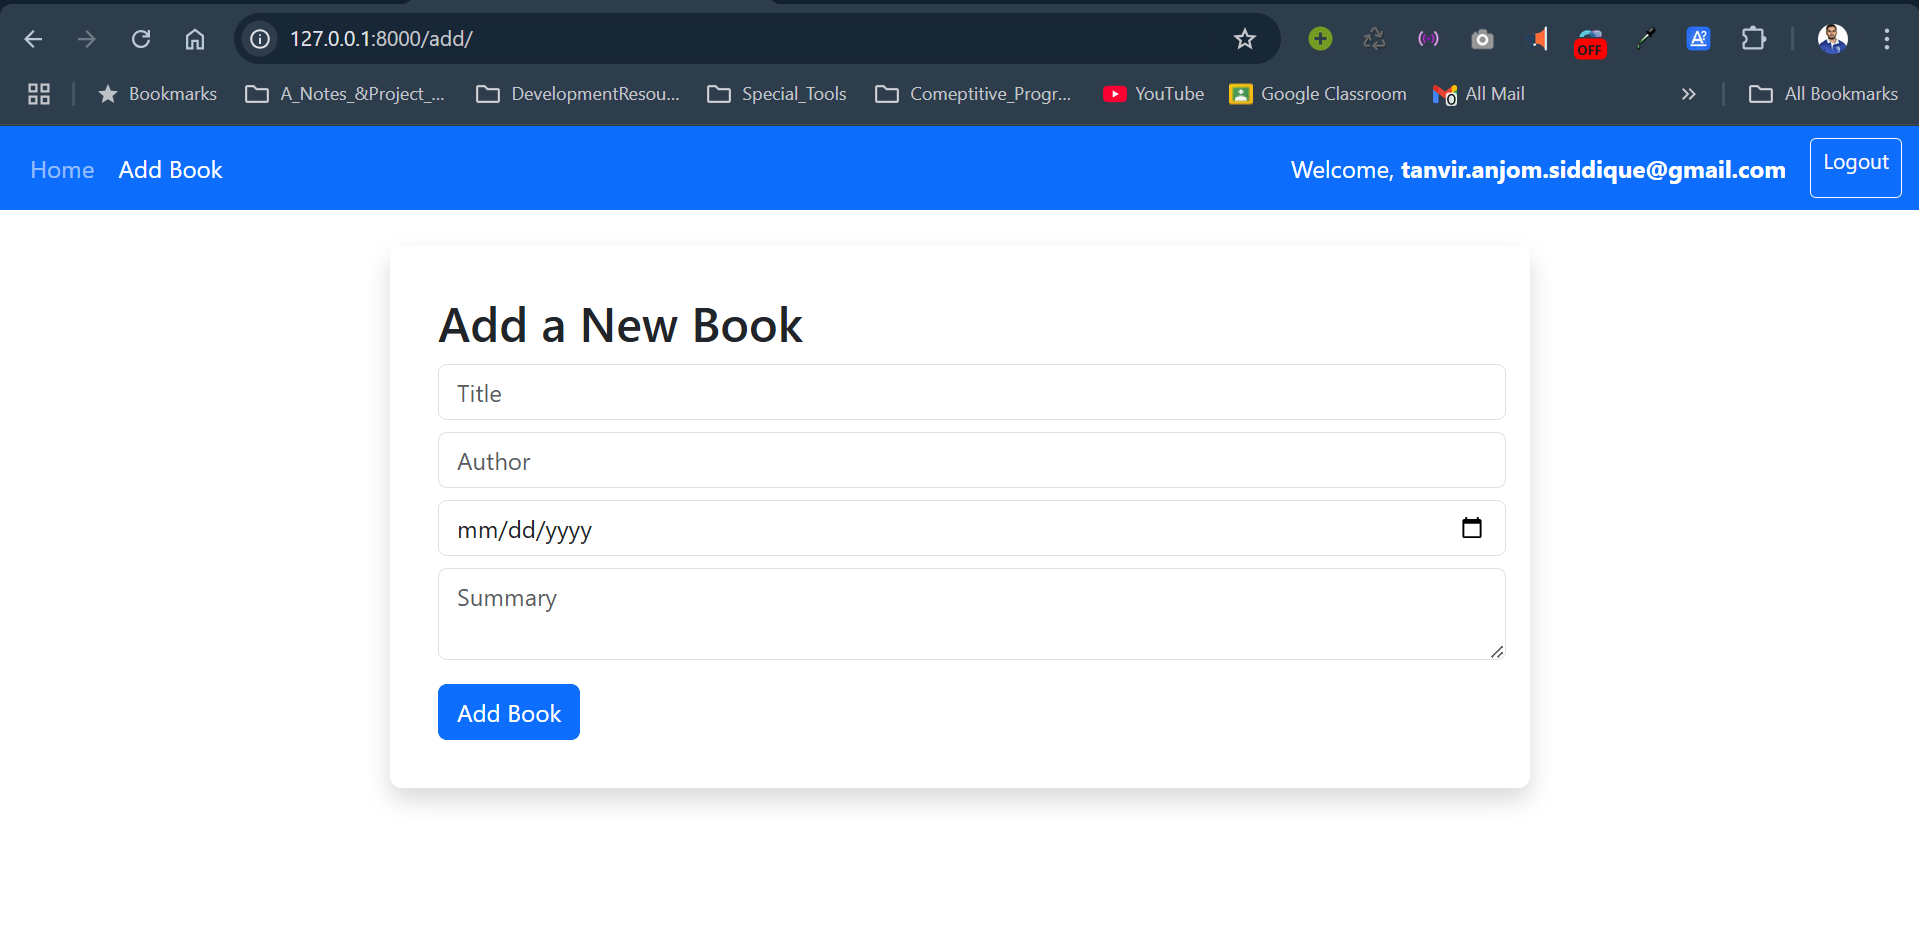 127.0.0.1:8000/add/
OFF
A?
Bookmarks A_Notes_&Project_... DevelopmentResou... Special_Tools Comeptitive_Progr... YouTube Google Classroom 0 All Mail » All Bookmarks
Home Add Book Welcome, tanvir.anjom.siddique@gmail.com Logout
Add a New Book
Title
Author
mm/dd/yyyy
Summary
Add Book